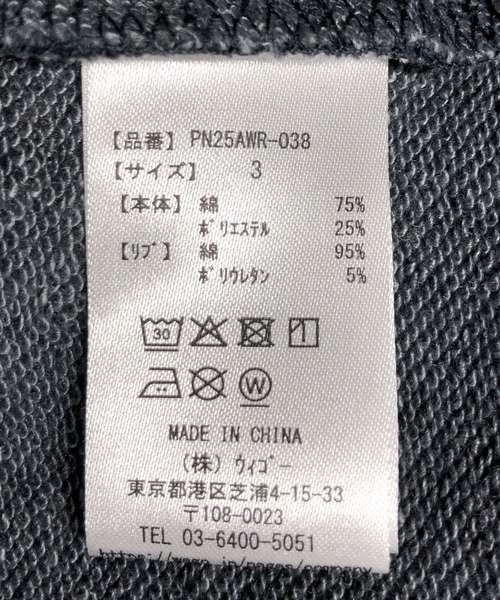 【品番】 PN25AWR-038
【サイズ】 3
【本体】 綿 75%
ポリエステル 25%
【リブ】 綿 95%
ポリウレタン 5%
30
W
MADE IN CHINA
(株) ウィゴー
東京都港区芝浦4-15-33
〒108-0023
TEL 03-6400-5051